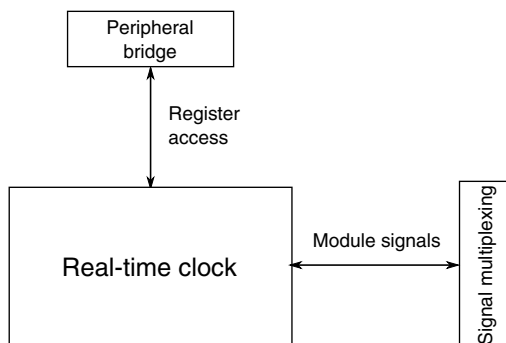 Peripheral
bridge
Register
access
Real-time clock
Module signals
Signal multiplexing